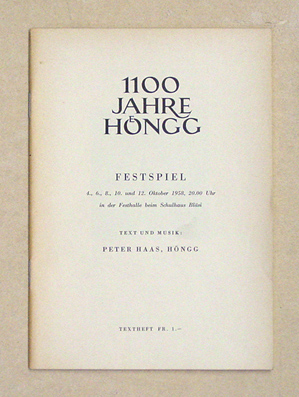 1100
JAHRE
HÖNGG
FESTSPIEL
4., 6., 8., 10. und 12. Oktober 1958, 20.00 Uhr
in der Festhalle beim Schulhaus Bläsi
TEXT UND MUSIK:
PETER HAAS, HÖNGG
TEXTHEFT FR. 1.—